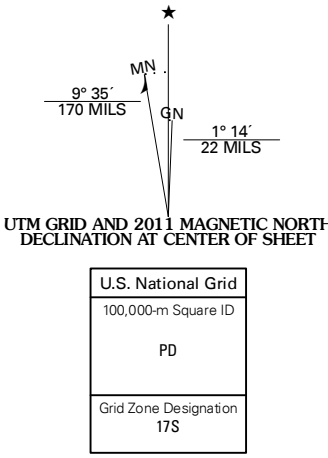 ★
MN
GN
9° 35´
170 MILS
1° 14´
22 MILS
UTM GRID AND 2011 MAGNETIC NORTH
DECLINATION AT CENTER OF SHEET
U.S. National Grid
100,000-m Square ID
PD
Grid Zone Designation
17S